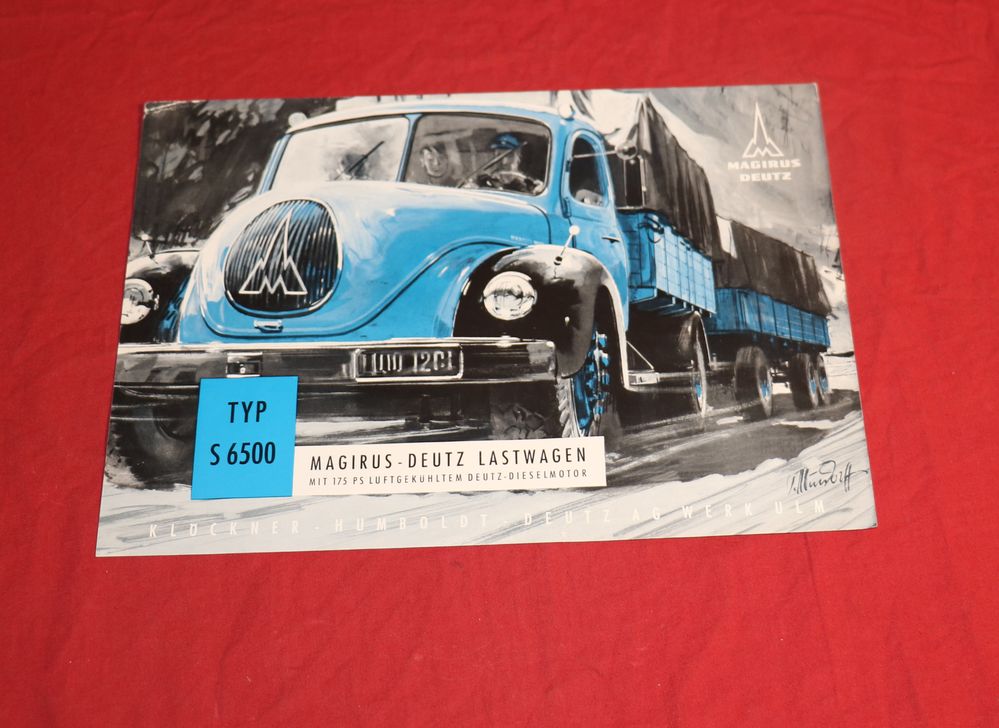 MAGIRUS
DEUTZ
TYP
S 6500
MAGIRUS-DEUTZ LASTWAGEN
MIT 175 PS LUFTGEKÜHLTEM DEUTZ-DIESELMOTOR
KLÖCKNER-HUMBOLDT-DEUTZ AG WERK ULM